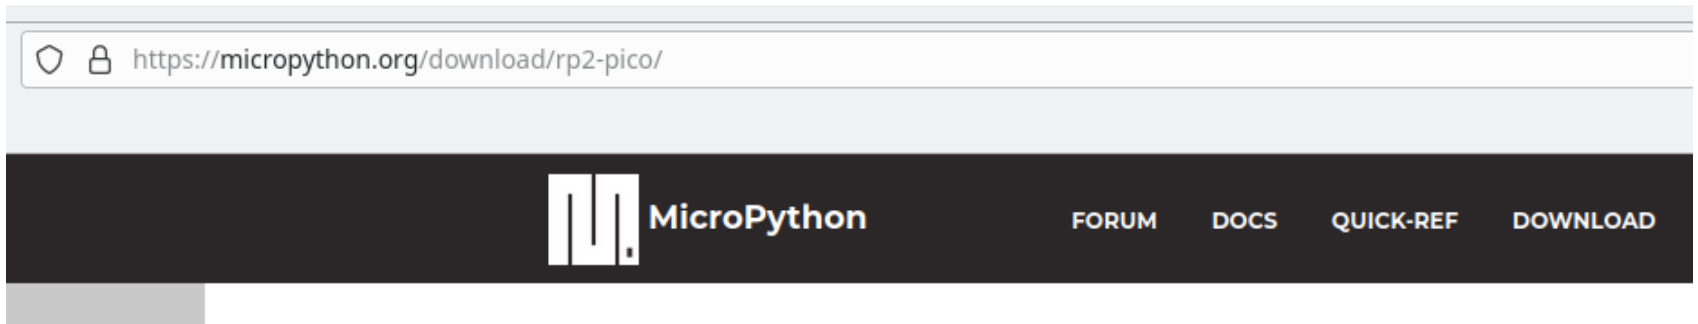 https://micropython.org/download/rp2-pico/
MicroPython FORUM DOCS QUICK-REF DOWNLOAD